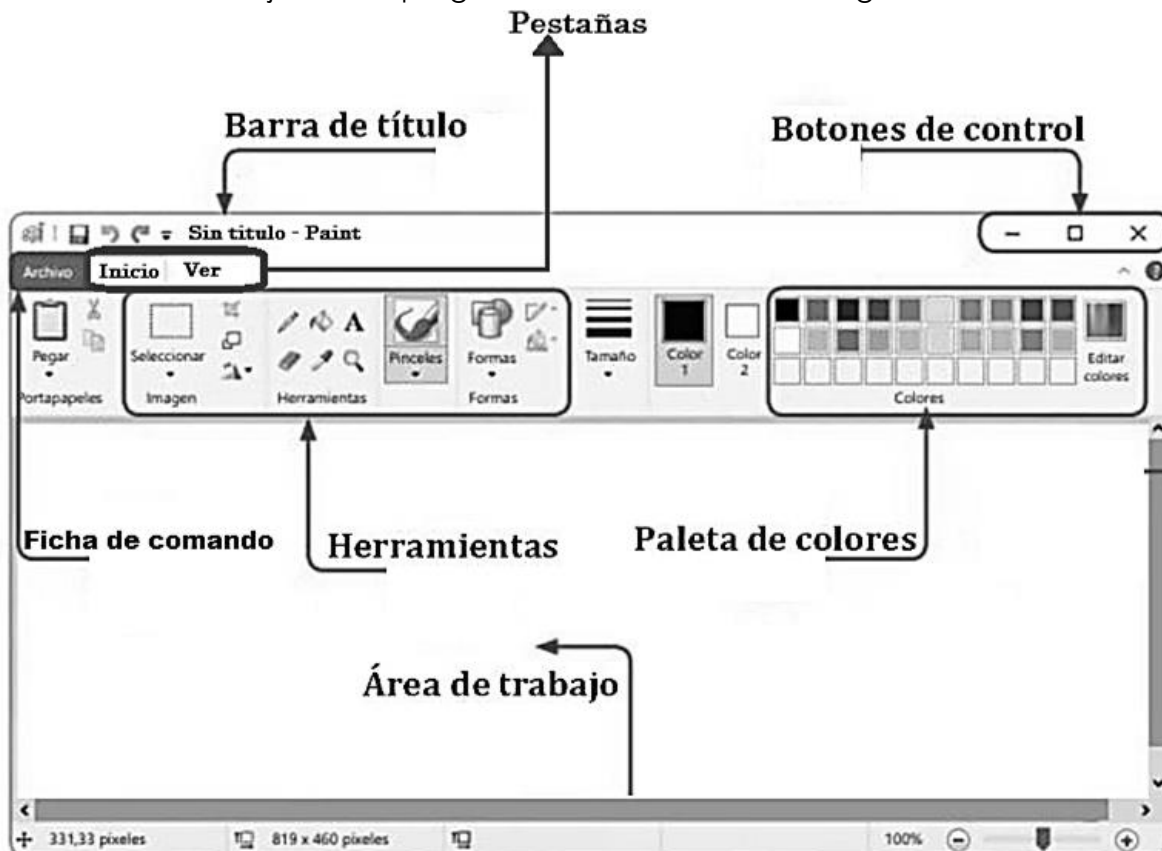 Pestañas
Barra de título
Botones de control
Sin titulo - Paint
Archivo Inicio Ver
Pegar
Seleccionar
A
Pinceles
Formas
Tamaño
Color 1
Color 2
Editar colores
Portapapeles
Imagen
Herramientas
Formas
Colores
Ficha de comando
Herramientas
Paleta de colores
Área de trabajo
331,33 píxeles
819 x 460 píxeles
100%